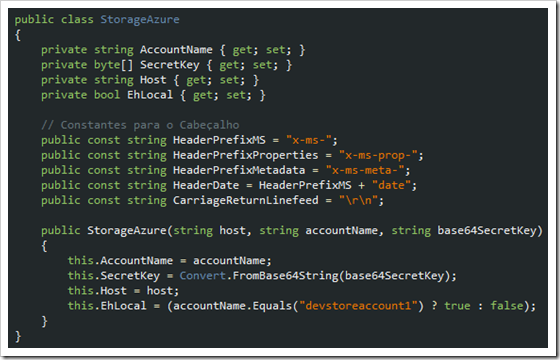 public class StorageAzure
{
private string AccountName { get; set; }
private byte[] SecretKey { get; set; }
private string Host { get; set; }
private bool EhLocal { get; set; }
// Constantes para o Cabeçalho
public const string HeaderPrefixMS = "x-ms-";
public const string HeaderPrefixProperties = "x-ms-prop-";
public const string HeaderPrefixMetadata = "x-ms-meta-";
public const string HeaderDate = HeaderPrefixMS + "date";
public const string CarriageReturnLinefeed = "\r\n";
public StorageAzure(string host, string accountName, string base64SecretKey)
{
this.AccountName = accountName;
this.SecretKey = Convert.FromBase64String(base64SecretKey);
this.Host = host;
this.EhLocal = (accountName.Equals("devstoreaccount1") ? true : false);
}
}